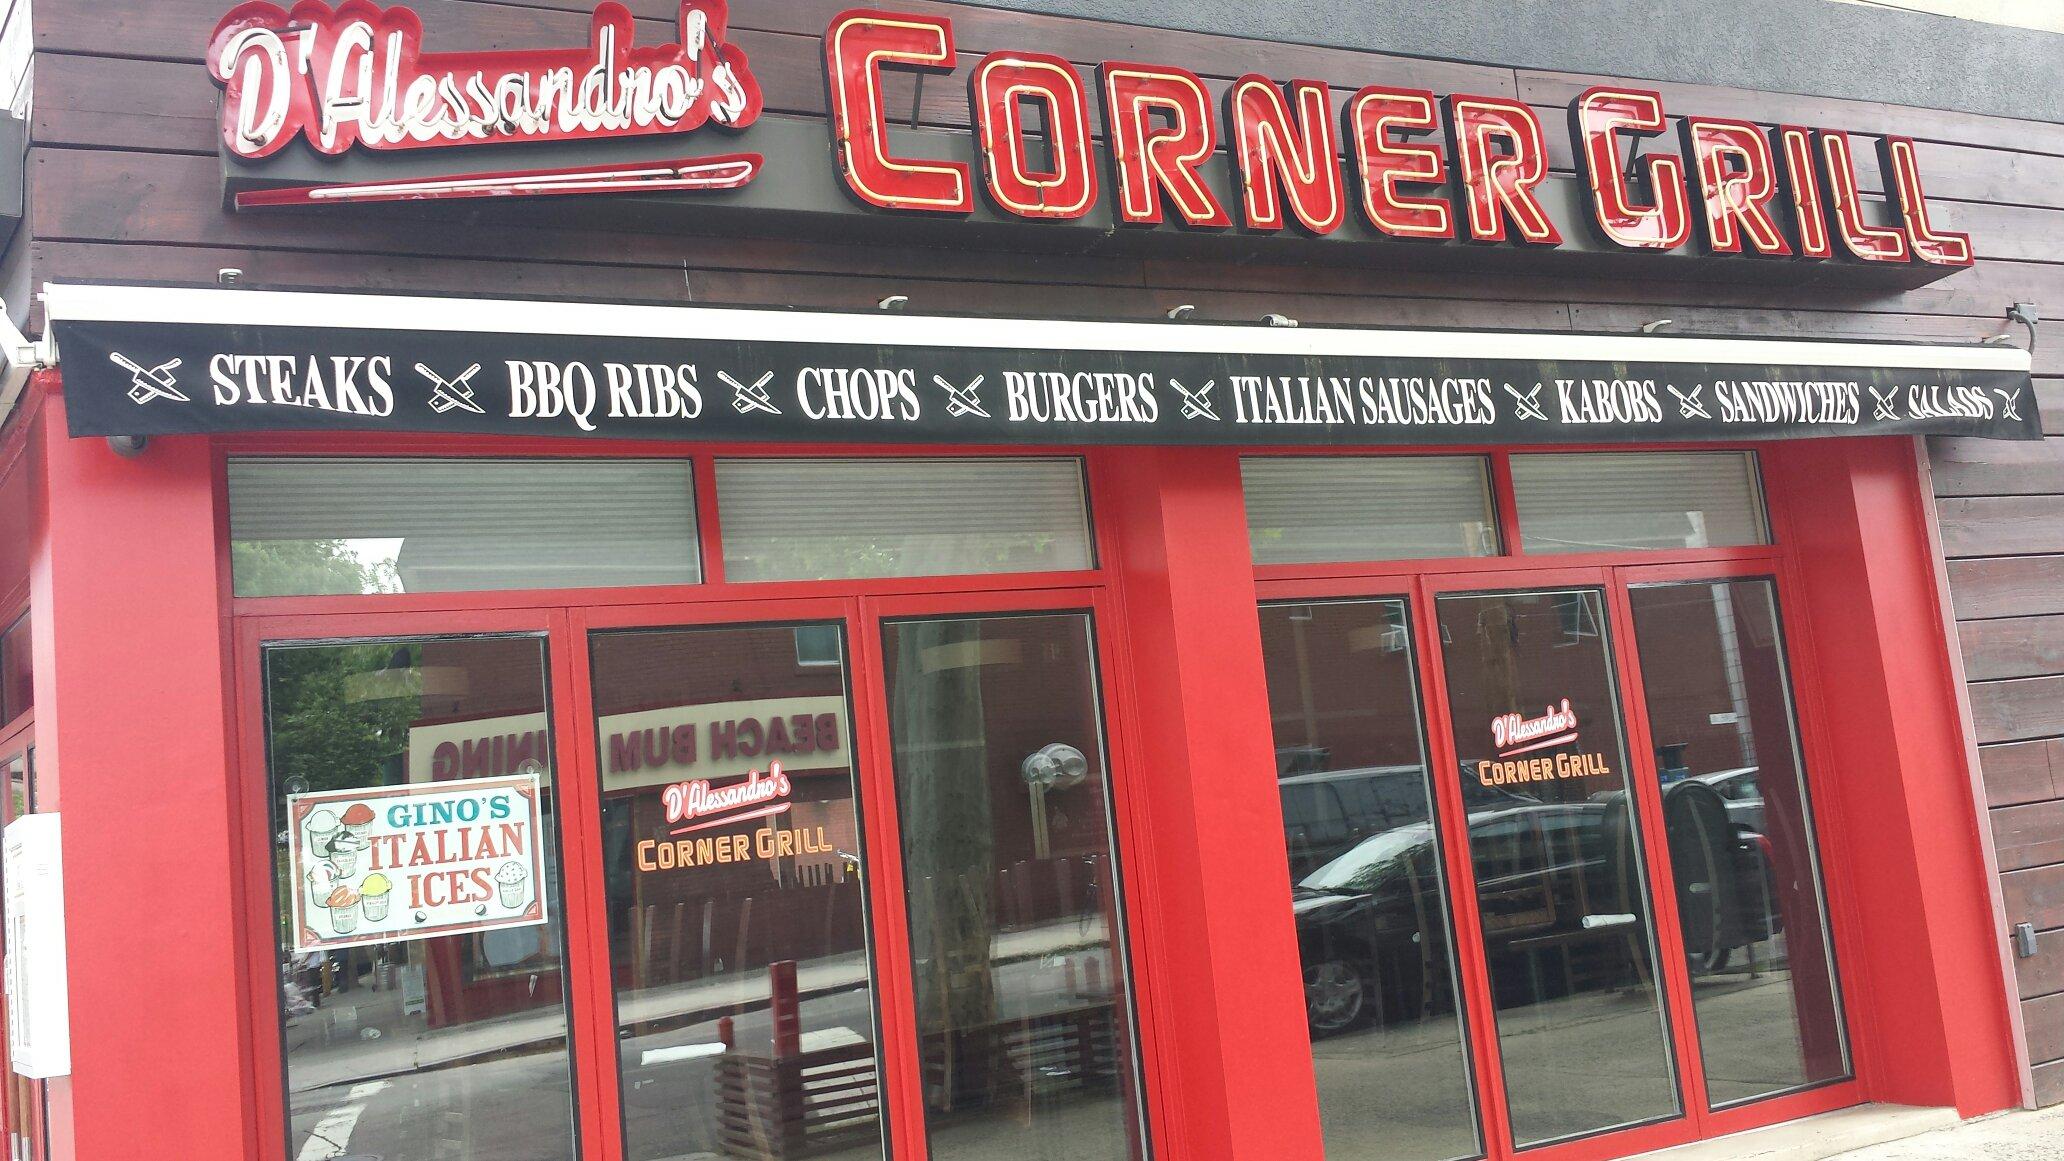 D'Alessandro's
CORNER GRILL
STEAKS BBQ RIBS CHOPS BURGERS ITALIAN SAUSAGES KABOBS SANDWICHES SALADS
BEACH BUM
NING
GINO'S
ITALIAN
ICES
D'Alessandro's
CORNER GRILL
D'Alessandro's
CORNER GRILL